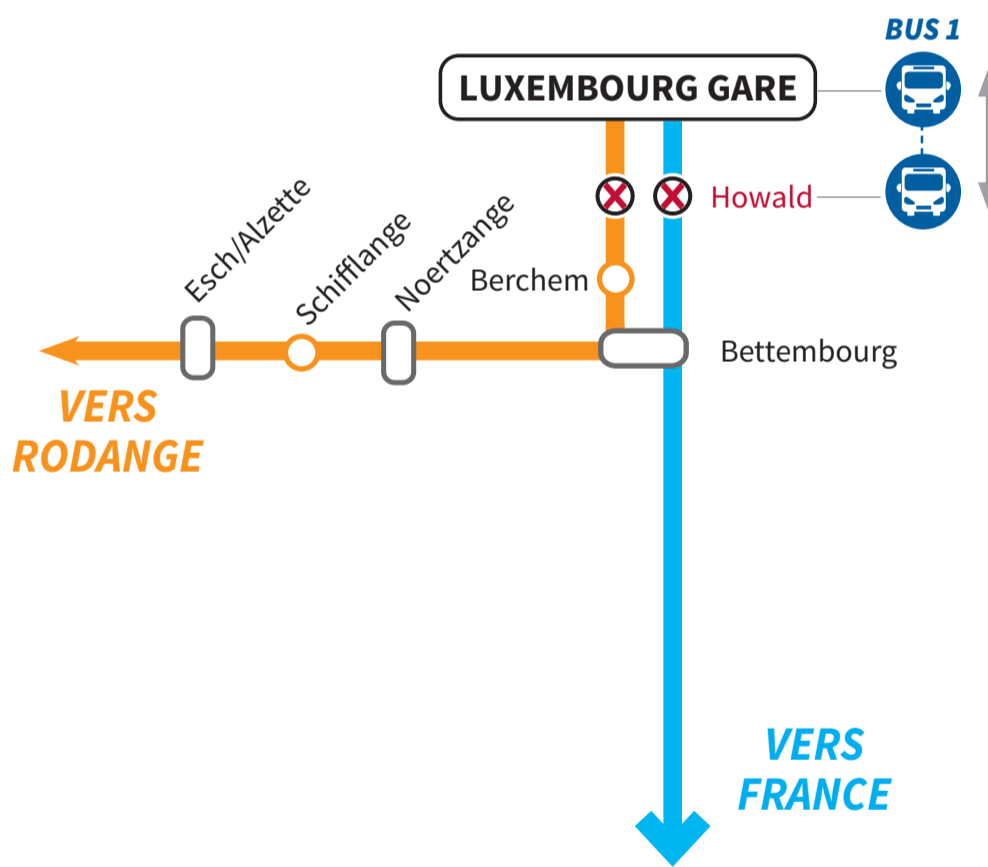 BUS 1
LUXEMBOURG GARE
Howald
Esch/Alzette
Schifflange
Noertzange
Berchem
Bettembourg
VERS
RODANGE
VERS
FRANCE